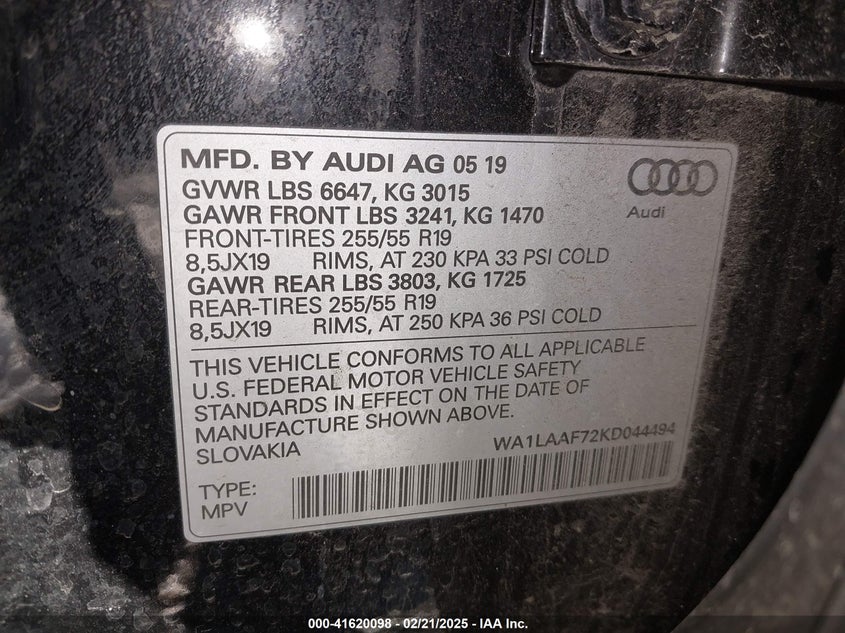 MFD. BY AUDI AG 05 19
GVWR LBS 6647, KG 3015
GAWR FRONT LBS 3241, KG 1470
FRONT-TIRES 255/55 R19
8,5JX19 RIMS, AT 230 KPA 33 PSI COLD
GAWR REAR LBS 3803, KG 1725
REAR-TIRES 255/55 R19
8,5JX19 RIMS, AT 250 KPA 36 PSI COLD
Audi
THIS VEHICLE CONFORMS TO ALL APPLICABLE
U.S. FEDERAL MOTOR VEHICLE SAFETY
STANDARDS IN EFFECT ON THE DATE OF
MANUFACTURE SHOWN ABOVE.
SLOVAKIA
WA1LAAF72KD044494
TYPE:
MPV
000-41620098 - 02/21/2025 - IAA Inc.